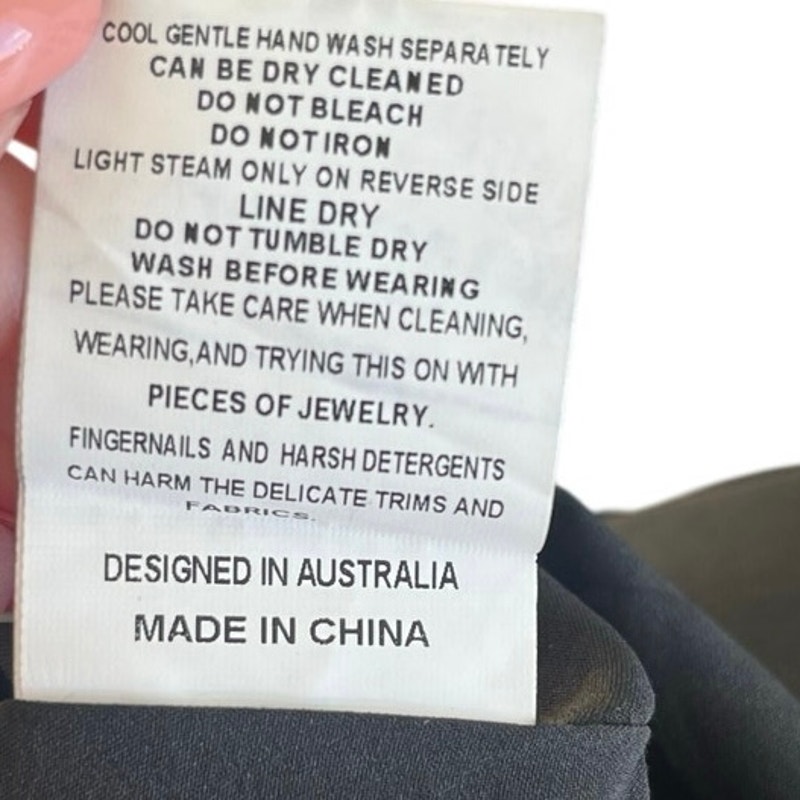 COOL GENTLE HAND WASH SEPARATELY
CAN BE DRY CLEANED
DO NOT BLEACH
DO NOT IRON
LIGHT STEAM ONLY ON REVERSE SIDE
LINE DRY
DO NOT TUMBLE DRY
WASH BEFORE WEARING
PLEASE TAKE CARE WHEN CLEANING,
WEARING,AND TRYING THIS ON WITH
PIECES OF JEWELRY.
FINGERNAILS AND HARSH DETERGENTS
CAN HARM THE DELICATE TRIMS AND
FABRICS.
DESIGNED IN AUSTRALIA
MADE IN CHINA